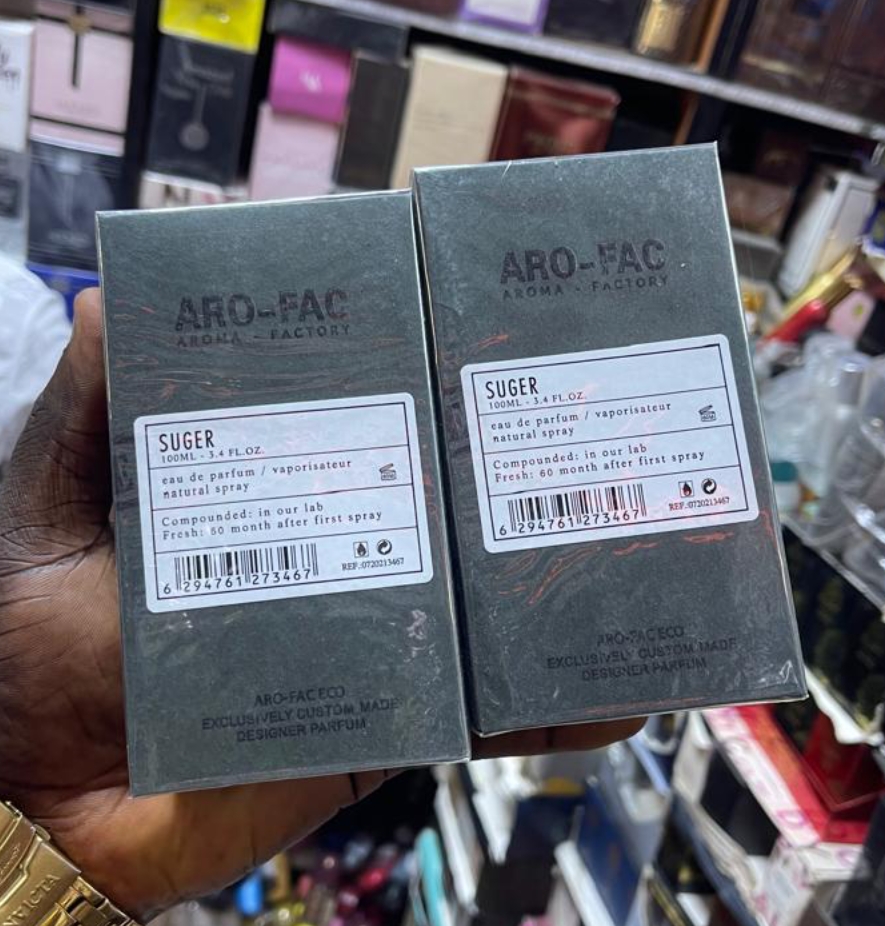 ARO-FAC
AROMA - FACTORY
SUGER
100ML - 3.4 FL.OZ.
eau de parfum / vaporisateur
natural spray
Compounded: in our lab
Fresh: 60 month after first spray
6 294761 273467
REF.:0720213467
ARO-FAC ECO
EXCLUSIVELY CUSTOM MADE
DESIGNER PARFUM
ARO-FAC
AROMA - FACTORY
SUGER
100ML - 3.4 FL.OZ.
eau de parfum / vaporisateur
natural spray
Compounded: in our lab
Fresh: 60 month after first spray
6 294761 273467
REF.:0720213467
ARO-FAC ECO
EXCLUSIVELY CUSTOM MADE
DESIGNER PARFUM
INVICTA